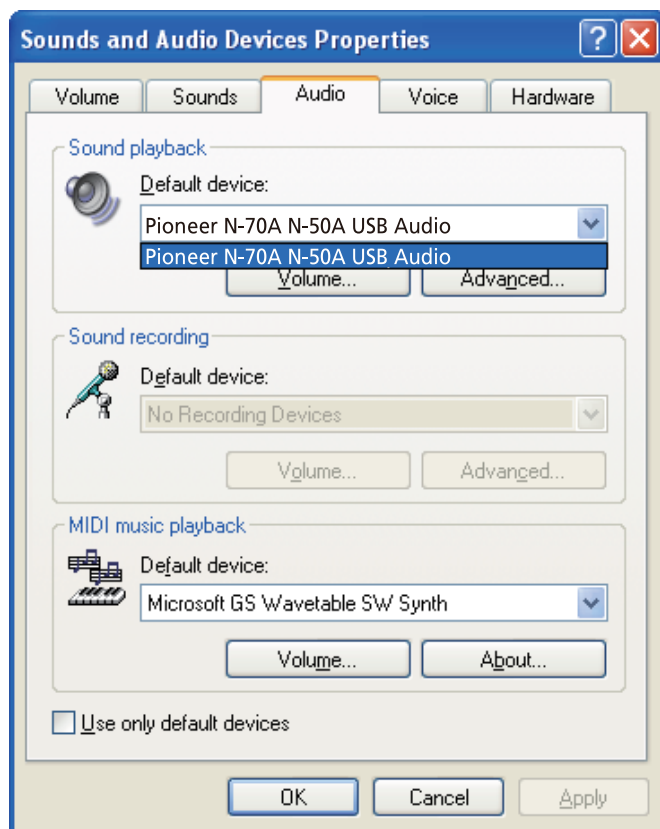 Sounds and Audio Devices Properties
?
Volume Sounds Audio Voice Hardware
Sound playback
Default device:
Pioneer N-70A N-50A USB Audio
Pioneer N-70A N-50A USB Audio
Volume... Advanced...
Sound recording
Default device:
No Recording Devices
Volume... Advanced...
MIDI music playback
Default device:
Microsoft GS Wavetable SW Synth
Volume... About...
Use only default devices
OK Cancel Apply